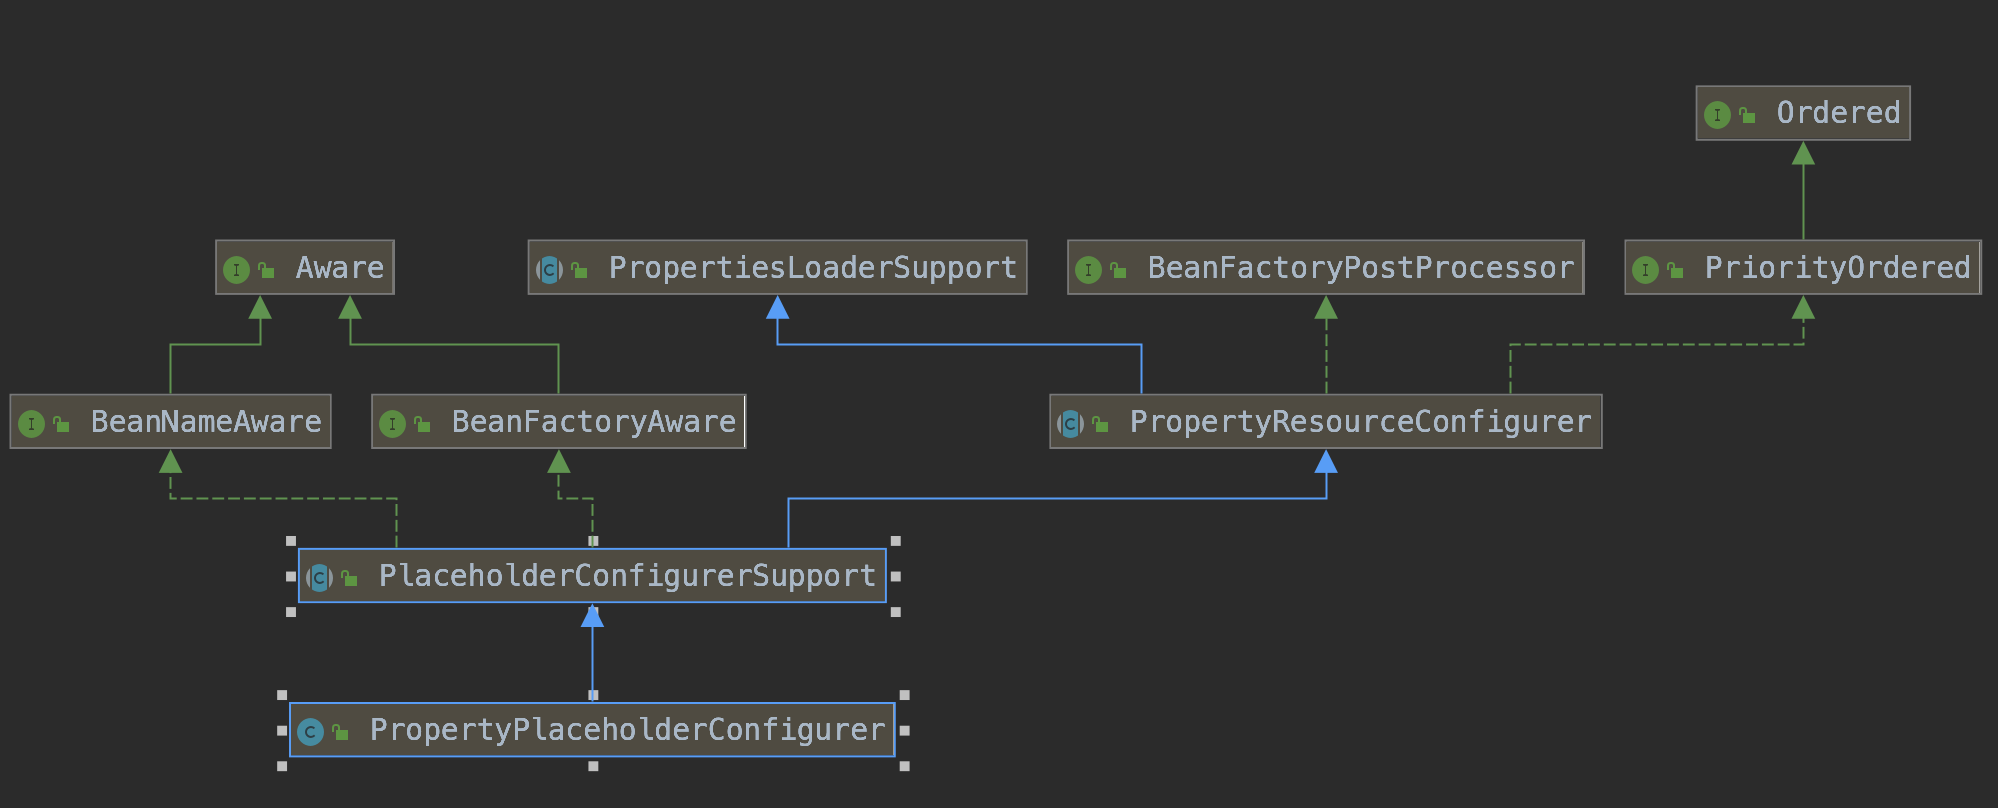 Ordered
Aware
PropertiesLoaderSupport
BeanFactoryPostProcessor
PriorityOrdered
BeanNameAware
BeanFactoryAware
PropertyResourceConfigurer
PlaceholderConfigurerSupport
PropertyPlaceholderConfigurer